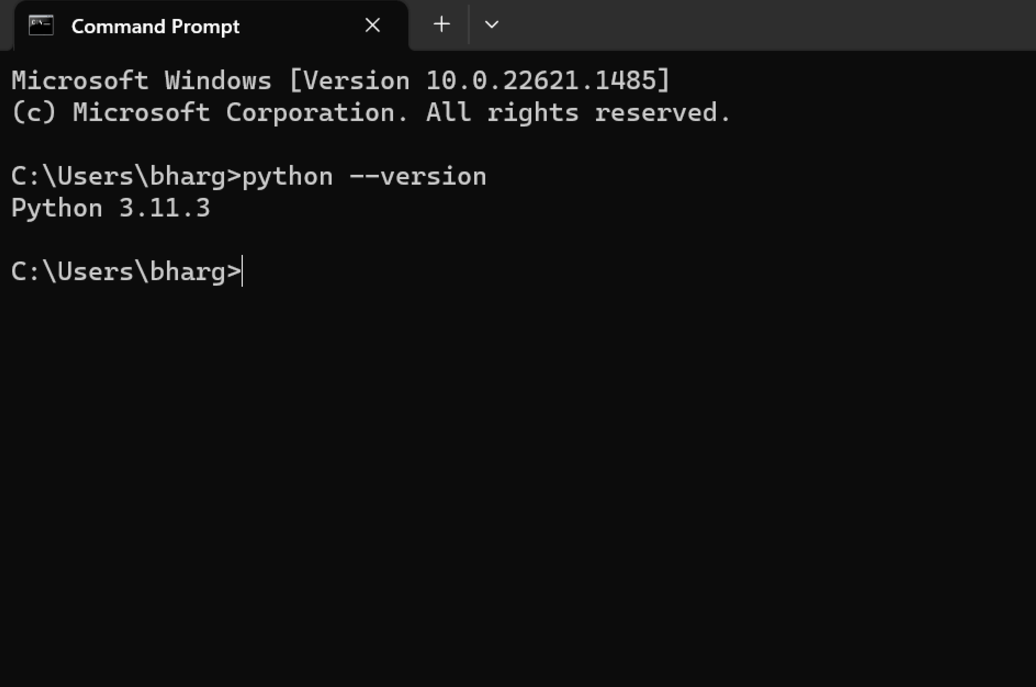 Command Prompt
Microsoft Windows [Version 10.0.22621.1485]
(c) Microsoft Corporation. All rights reserved.
C:\Users\bharg>python --version
Python 3.11.3
C:\Users\bharg>